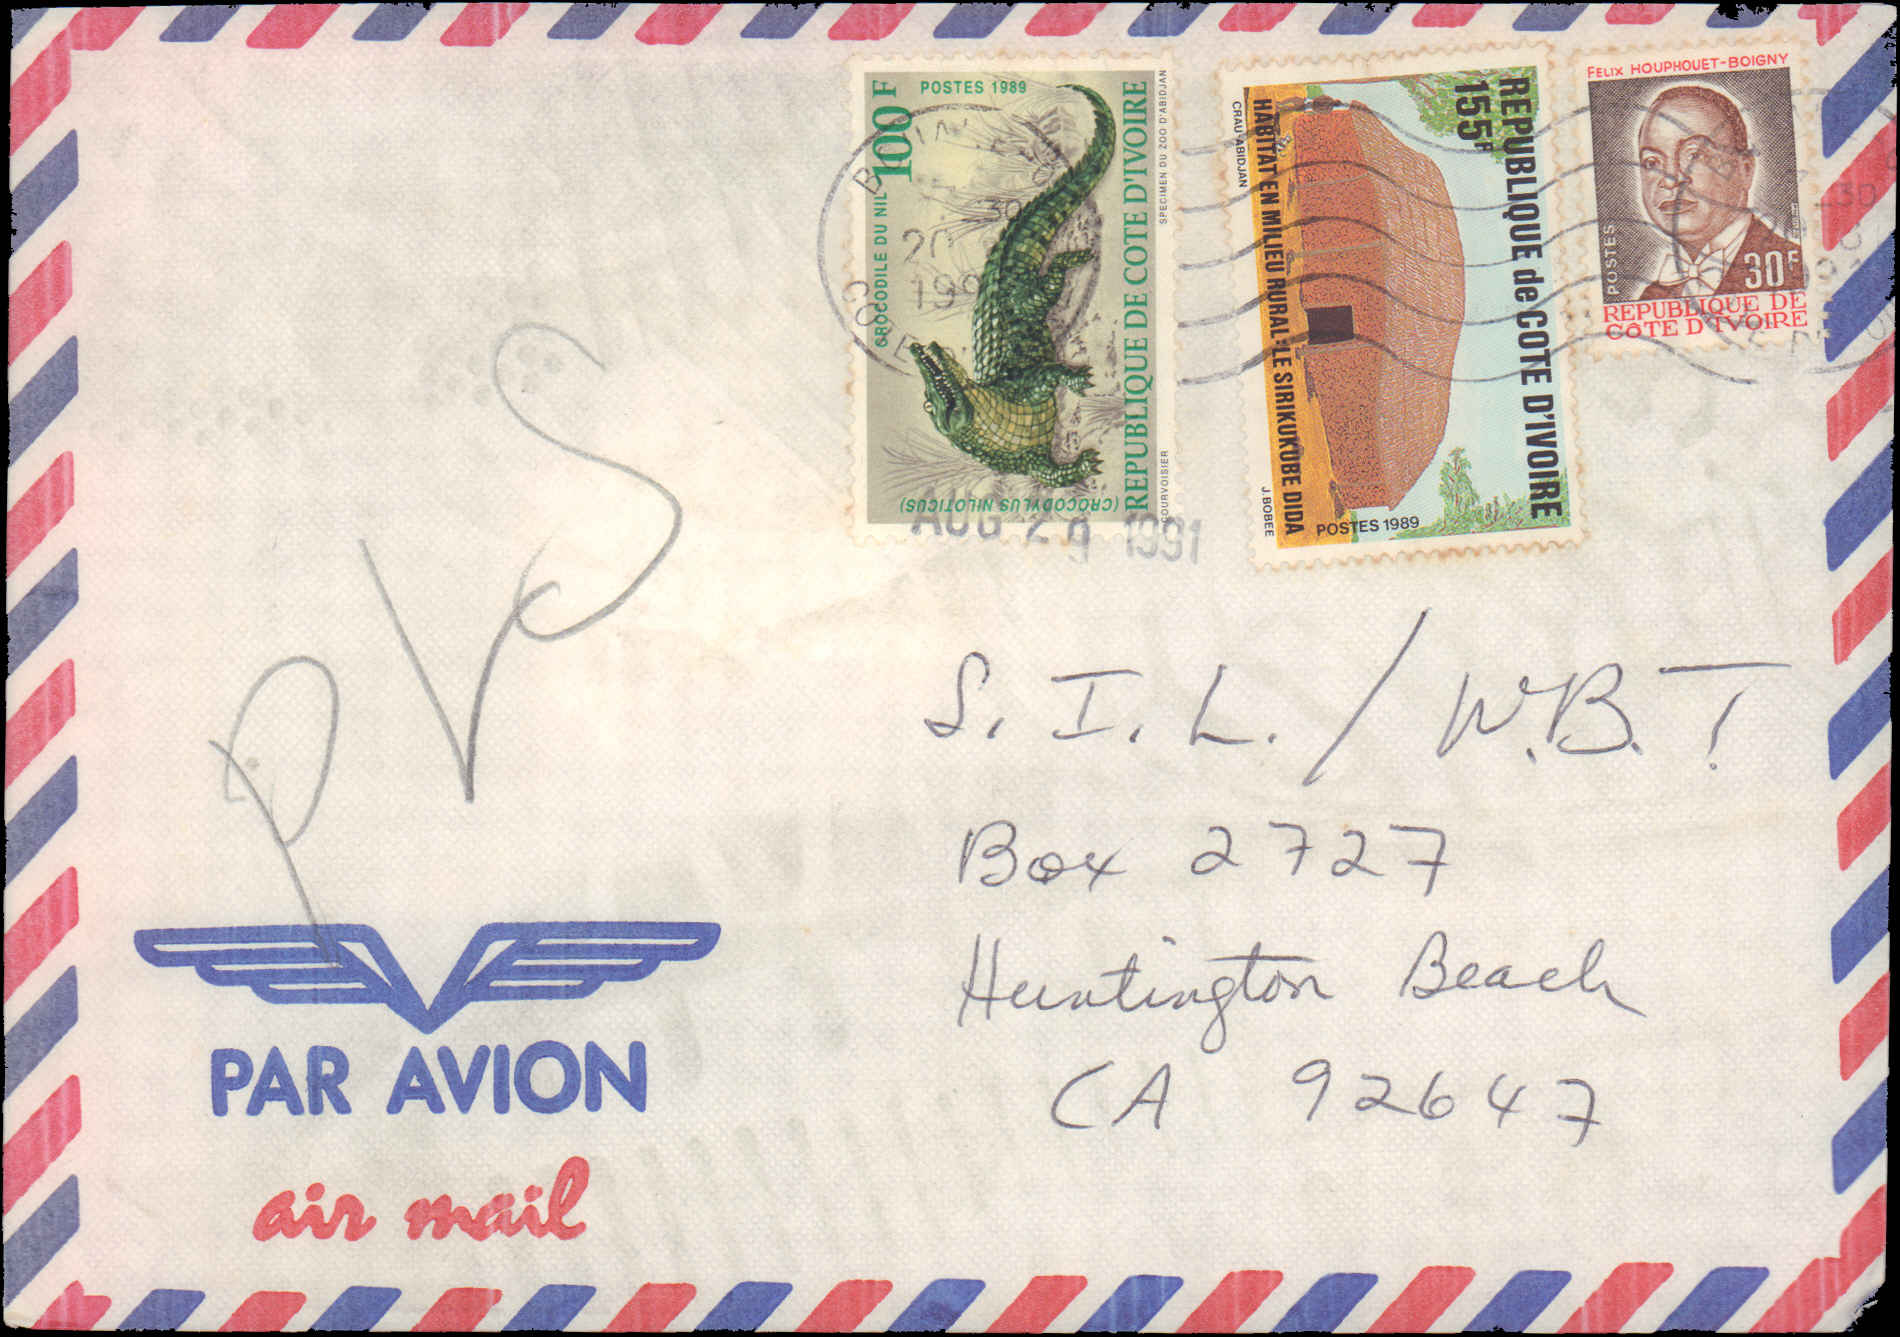 POSTES 1989
100 F
CROCODILE DU NIL
(CROCODYLUS NILOTICUS)
REPUBLIQUE DE COTE D'IVOIRE
SPECIMEN DU ZOO D'ABIDJAN
COURVOISIER
REPUBLIQUE de COTE D'IVOIRE
155F
HABITAT EN MILIEU RURAL: LE SIRIKUKUBE DIDA
CRAU-ABIDJAN
J. BOBEE
POSTES 1989
FELIX HOUPHOUET-BOIGNY
POSTES
30F
REPUBLIQUE DE
COTE D'IVOIRE
20
AUG 29 1991
PVS
S. I. L. / W.B.T
Box 2727
Huntington Beach
CA 92647
PAR AVION
air mail